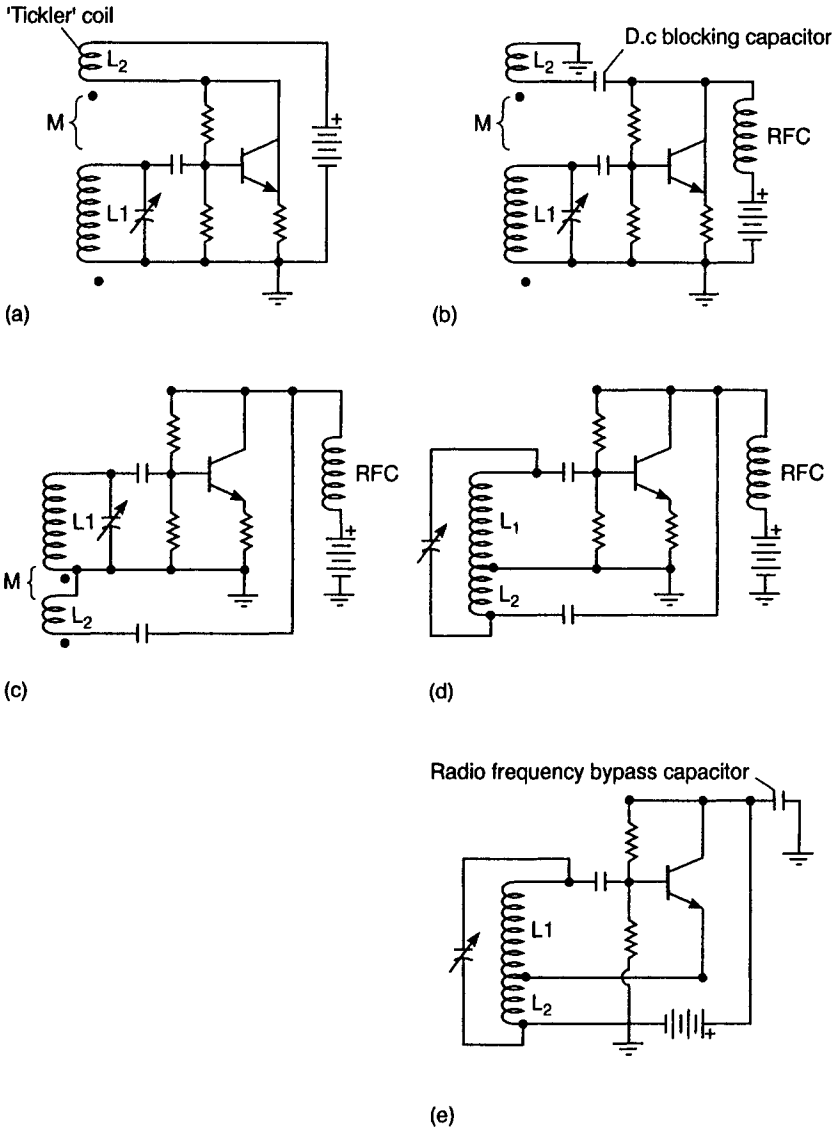 'Tickler' coil
L2
M
L1
+
(a)
D.c blocking capacitor
L2
M
RFC
L1
+
(b)
RFC
L1
+
M
L2
(c)
RFC
L1
+
L2
(d)
Radio frequency bypass capacitor
L1
L2
+
(e)